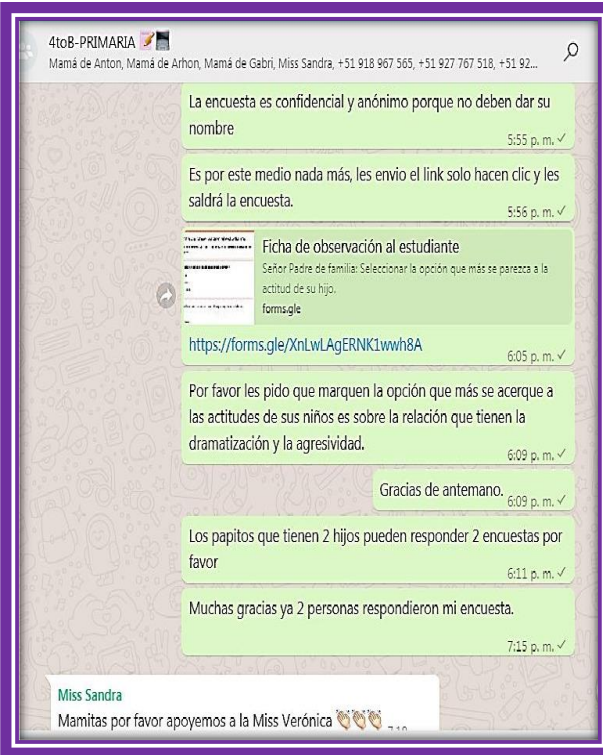 4toB-PRIMARIA
Mamá de Anton, Mamá de Arhon, Mamá de Gabri, Miss Sandra, +51 918 967 565, +51 927 767 518, +51 92...
La encuesta es confidencial y anónimo porque no deben dar su
nombre
5:55 p. m.
Es por este medio nada más, les envio el link solo hacen clic y les
saldrá la encuesta.
5:56 p. m.
Ficha de observación al estudiante
Señor Padre de familia: Seleccionar la opción que más se parezca a la
actitud de su hijo.
forms.gle
https://forms.gle/XnLwLAgERNK1wwh8A
6:05 p. m.
Por favor les pido que marquen la opción que más se acerque a
las actitudes de sus niños es sobre la relación que tienen la
dramatización y la agresividad.
6:09 p. m.
Gracias de antemano.
6:09 p. m.
Los papitos que tienen 2 hijos pueden responder 2 encuestas por
favor
6:11 p. m.
Muchas gracias ya 2 personas respondieron mi encuesta.
7:15 p. m.
Miss Sandra
Mamitas por favor apoyemos a la Miss Verónica